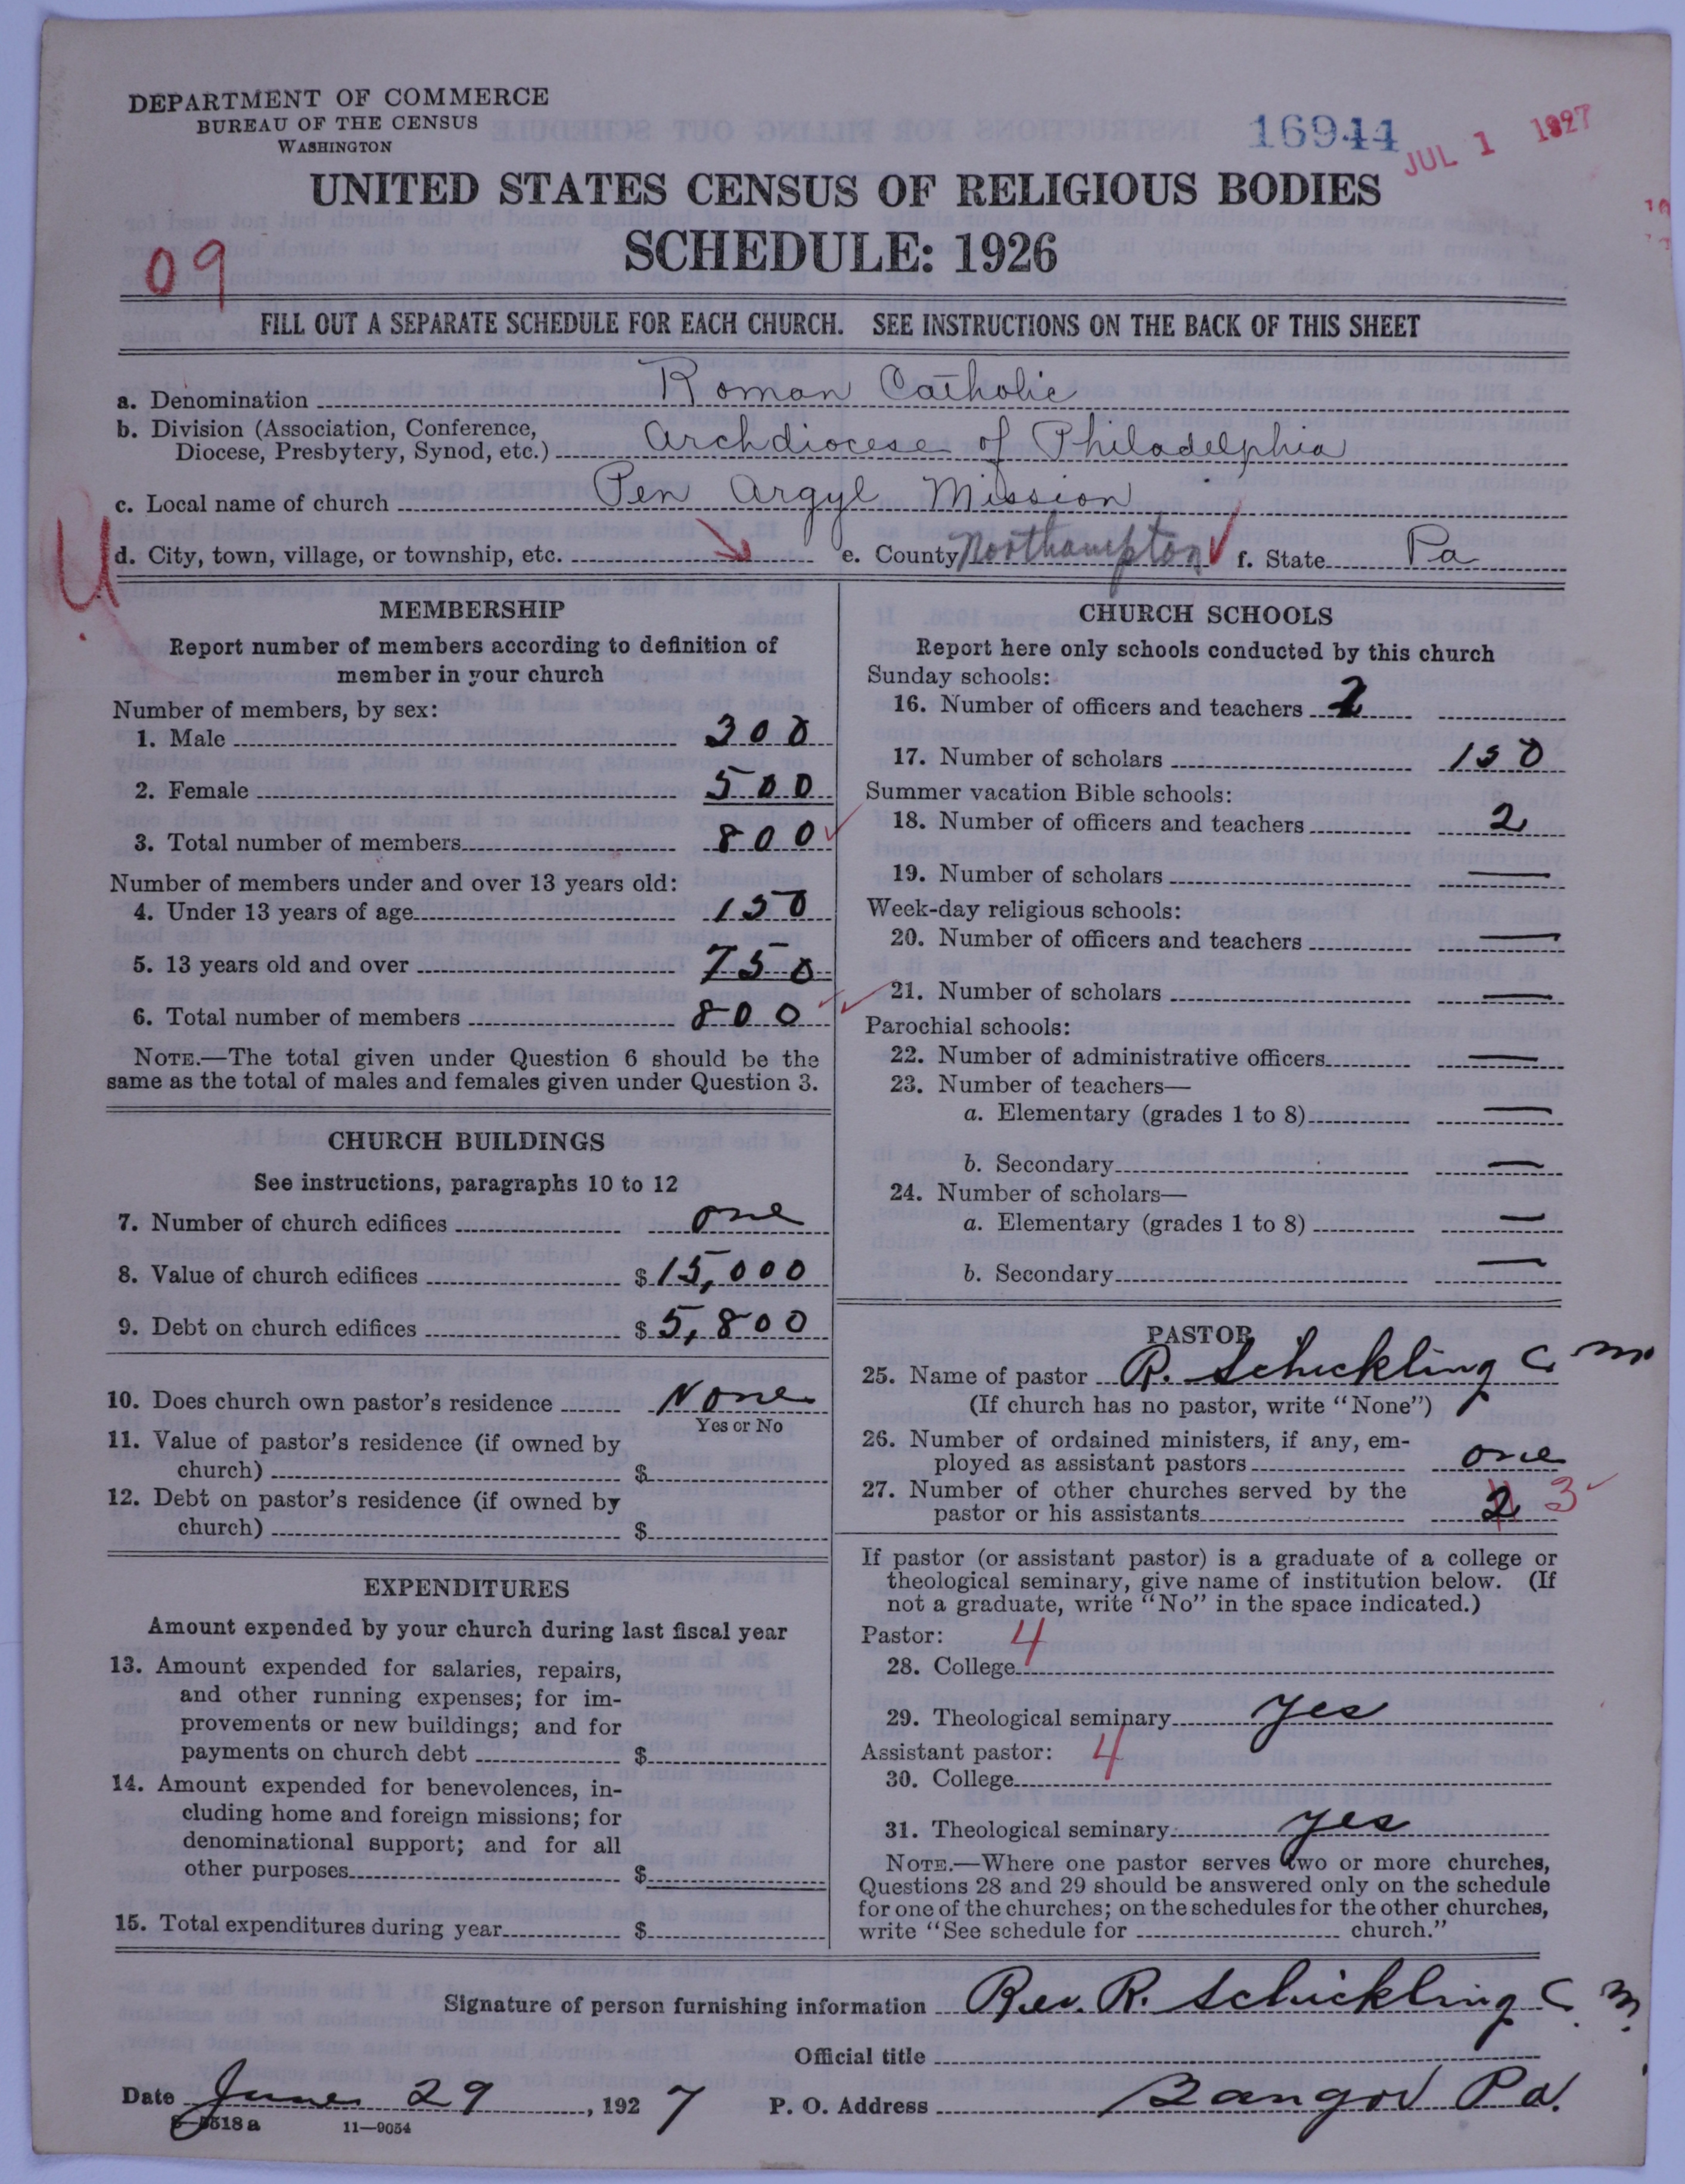 DEPARTMENT OF COMMERCE
BUREAU OF THE CENSUS
WASHINGTON
16944
JUL 1 1927
UNITED STATES CENSUS OF RELIGIOUS BODIES
SCHEDULE: 1926
09
FILL OUT A SEPARATE SCHEDULE FOR EACH CHURCH. SEE INSTRUCTIONS ON THE BACK OF THIS SHEET
a. Denomination Roman Catholic
b. Division (Association, Conference, Diocese, Presbytery, Synod, etc.) Archdiocese of Philadelphia
c. Local name of church Pen Argyl Mission
U
d. City, town, village, or township, etc. e. County Northampton f. State Pa
MEMBERSHIP
Report number of members according to definition of
member in your church
Number of members, by sex:
1. Male 300
2. Female 500
3. Total number of members 800
Number of members under and over 13 years old:
4. Under 13 years of age 150
5. 13 years old and over 750
6. Total number of members 800
NOTE.—The total given under Question 6 should be the
same as the total of males and females given under Question 3.
CHURCH BUILDINGS
See instructions, paragraphs 10 to 12
7. Number of church edifices one
8. Value of church edifices $15,000
9. Debt on church edifices $5,800
10. Does church own pastor's residence None
Yes or No
11. Value of pastor's residence (if owned by
church) $
12. Debt on pastor's residence (if owned by
church) $
EXPENDITURES
Amount expended by your church during last fiscal year
13. Amount expended for salaries, repairs,
and other running expenses; for im-
provements or new buildings; and for
payments on church debt $
14. Amount expended for benevolences, in-
cluding home and foreign missions; for
denominational support; and for all
other purposes $
15. Total expenditures during year $
CHURCH SCHOOLS
Report here only schools conducted by this church
Sunday schools:
16. Number of officers and teachers 2
17. Number of scholars 150
Summer vacation Bible schools:
18. Number of officers and teachers 2
19. Number of scholars —
Week-day religious schools:
20. Number of officers and teachers —
21. Number of scholars —
Parochial schools:
22. Number of administrative officers —
23. Number of teachers—
a. Elementary (grades 1 to 8) —
b. Secondary —
24. Number of scholars—
a. Elementary (grades 1 to 8) —
b. Secondary —
PASTOR
25. Name of pastor R. Schickling C M
(If church has no pastor, write "None")
26. Number of ordained ministers, if any, em-
ployed as assistant pastors one
27. Number of other churches served by the
pastor or his assistants 2 3
If pastor (or assistant pastor) is a graduate of a college or
theological seminary, give name of institution below. (If
not a graduate, write "No" in the space indicated.)
Pastor: 4
28. College
29. Theological seminary yes
Assistant pastor: 4
30. College
31. Theological seminary yes
NOTE.—Where one pastor serves two or more churches,
Questions 28 and 29 should be answered only on the schedule
for one of the churches; on the schedules for the other churches,
write "See schedule for church."
Signature of person furnishing information Rev. R. Schickling C. M.
Official title
Date June 29, 1927 P. O. Address Bangor Pa.
8-5518a 11—9054